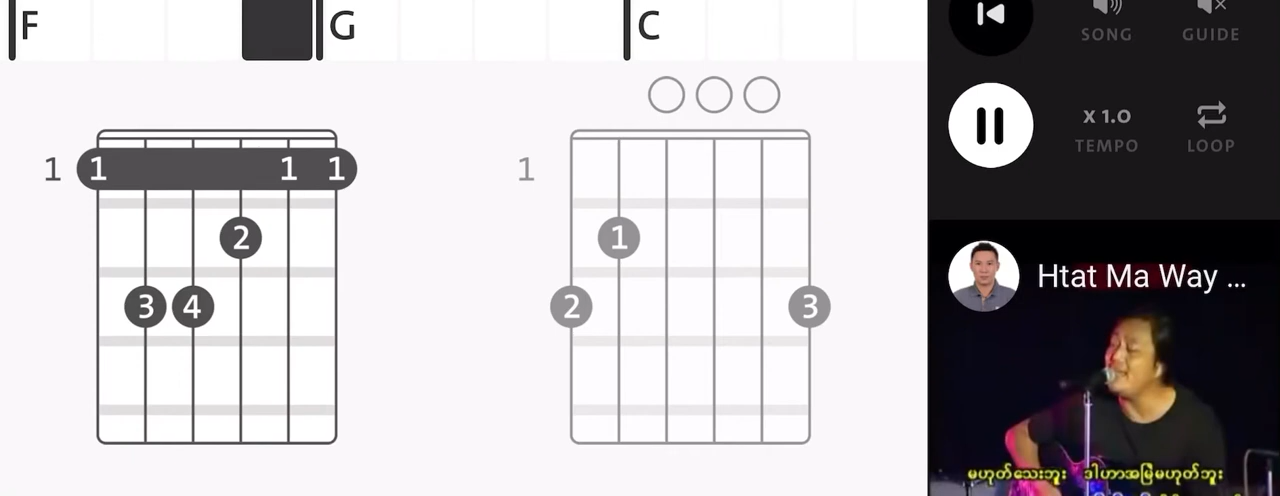 F G C
SONG GUIDE
1 1 1 1
1
2
1
3 4
2 3
x 1.0
TEMPO LOOP
Htat Ma Way ...
မဟုတ်သေးဘူး ဒါဟာအမြဲမဟုတ်ဘူး